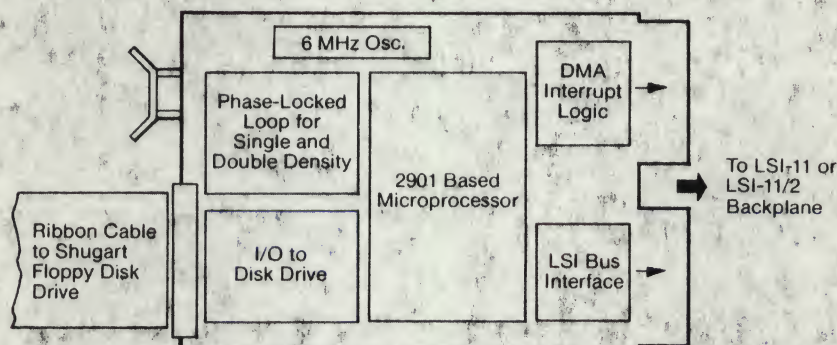 6 MHz Osc.
Phase-Locked
Loop for
Single and
Double Density
2901 Based
Microprocessor
DMA
Interrupt
Logic
To LSI-11 or
LSI-11/2
Backplane
Ribbon Cable
to Shugart
Floppy Disk
Drive
I/O to
Disk Drive
LSI Bus
Interface